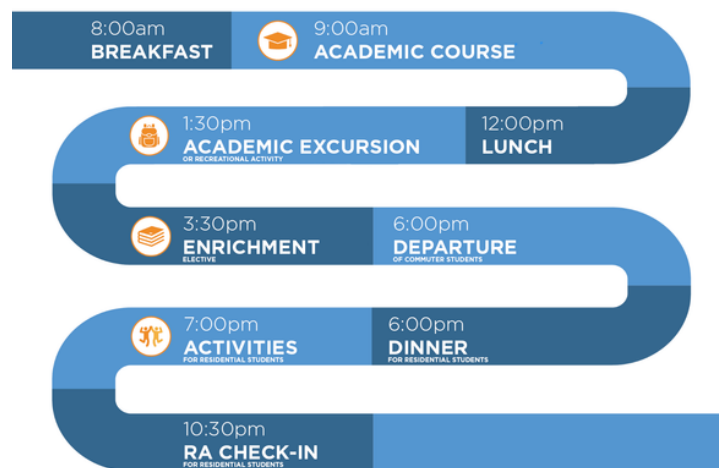 8:00am
BREAKFAST
9:00am
ACADEMIC COURSE
12:00pm
LUNCH
1:30pm
ACADEMIC EXCURSION
OR RECREATIONAL ACTIVITY
3:30pm
ENRICHMENT
ELECTIVE
6:00pm
DEPARTURE
OF COMMUTER STUDENTS
6:00pm
DINNER
FOR RESIDENTIAL STUDENTS
7:00pm
ACTIVITIES
FOR RESIDENTIAL STUDENTS
10:30pm
RA CHECK-IN
FOR RESIDENTIAL STUDENTS